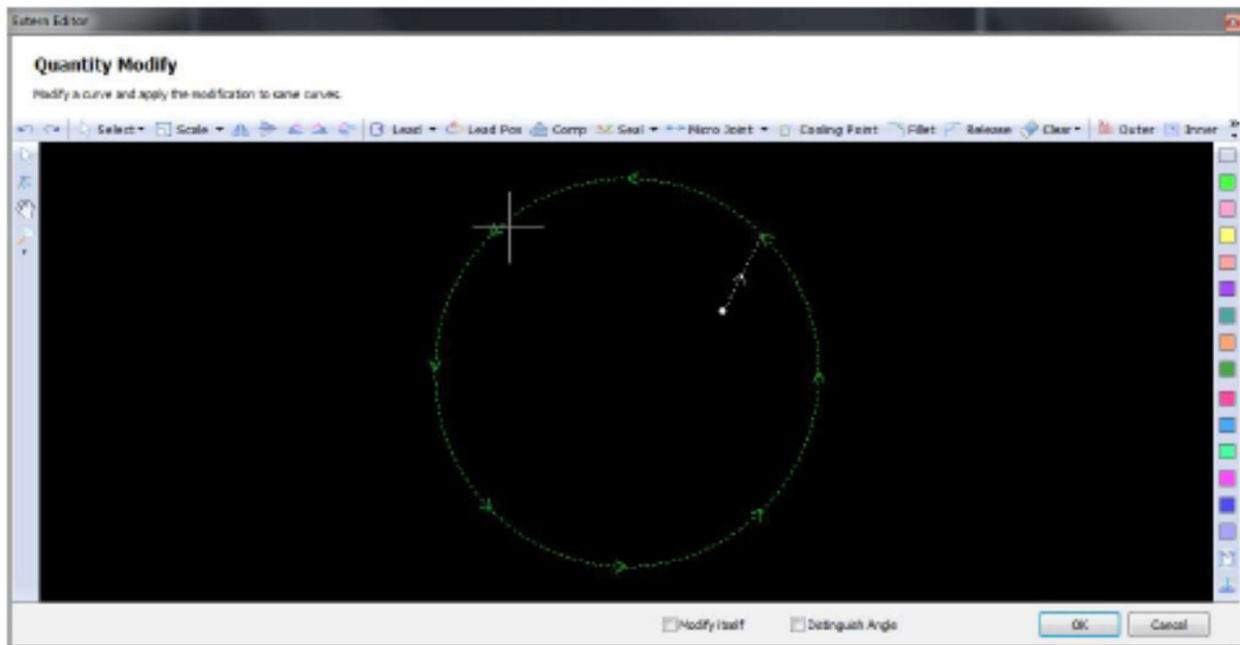 Extern Editor
Quantity Modify
Modify a curve and apply the modification to same curves.
Select Scale Lead Lead Pos Comp Seal Micro Joint Cooling Point Fillet Release Clear Outer Inner
Modify itself Distinguish Angle OK Cancel